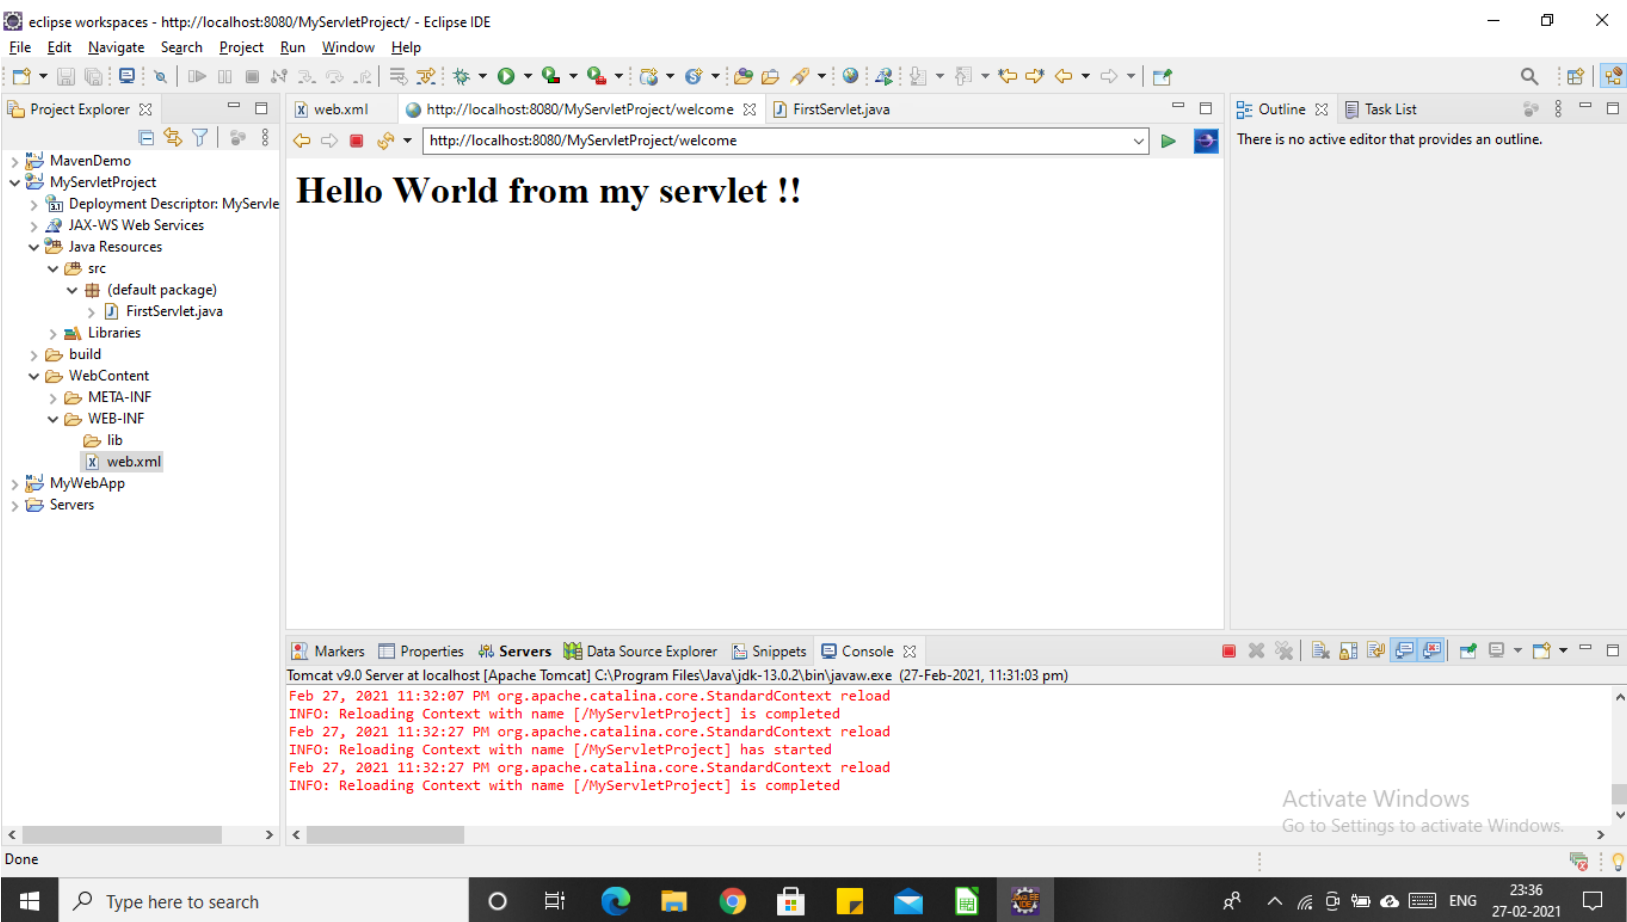 eclipse workspaces - http://localhost:8080/MyServletProject/ - Eclipse IDE
File Edit Navigate Search Project Run Window Help
Project Explorer
web.xml
http://localhost:8080/MyServletProject/welcome
FirstServlet.java
Outline
Task List
http://localhost:8080/MyServletProject/welcome
There is no active editor that provides an outline.
MavenDemo
MyServletProject
Deployment Descriptor: MyServle
JAX-WS Web Services
Java Resources
src
(default package)
FirstServlet.java
Libraries
build
WebContent
META-INF
WEB-INF
lib
web.xml
MyWebApp
Servers
Hello World from my servlet !!
Markers Properties Servers Data Source Explorer Snippets Console
Tomcat v9.0 Server at localhost [Apache Tomcat] C:\Program Files\Java\jdk-13.0.2\bin\javaw.exe (27-Feb-2021, 11:31:03 pm)
Feb 27, 2021 11:32:07 PM org.apache.catalina.core.StandardContext reload
INFO: Reloading Context with name [/MyServletProject] is completed
Feb 27, 2021 11:32:27 PM org.apache.catalina.core.StandardContext reload
INFO: Reloading Context with name [/MyServletProject] has started
Feb 27, 2021 11:32:27 PM org.apache.catalina.core.StandardContext reload
INFO: Reloading Context with name [/MyServletProject] is completed
Activate Windows
Go to Settings to activate Windows.
Done
Type here to search
ENG
23:36
27-02-2021